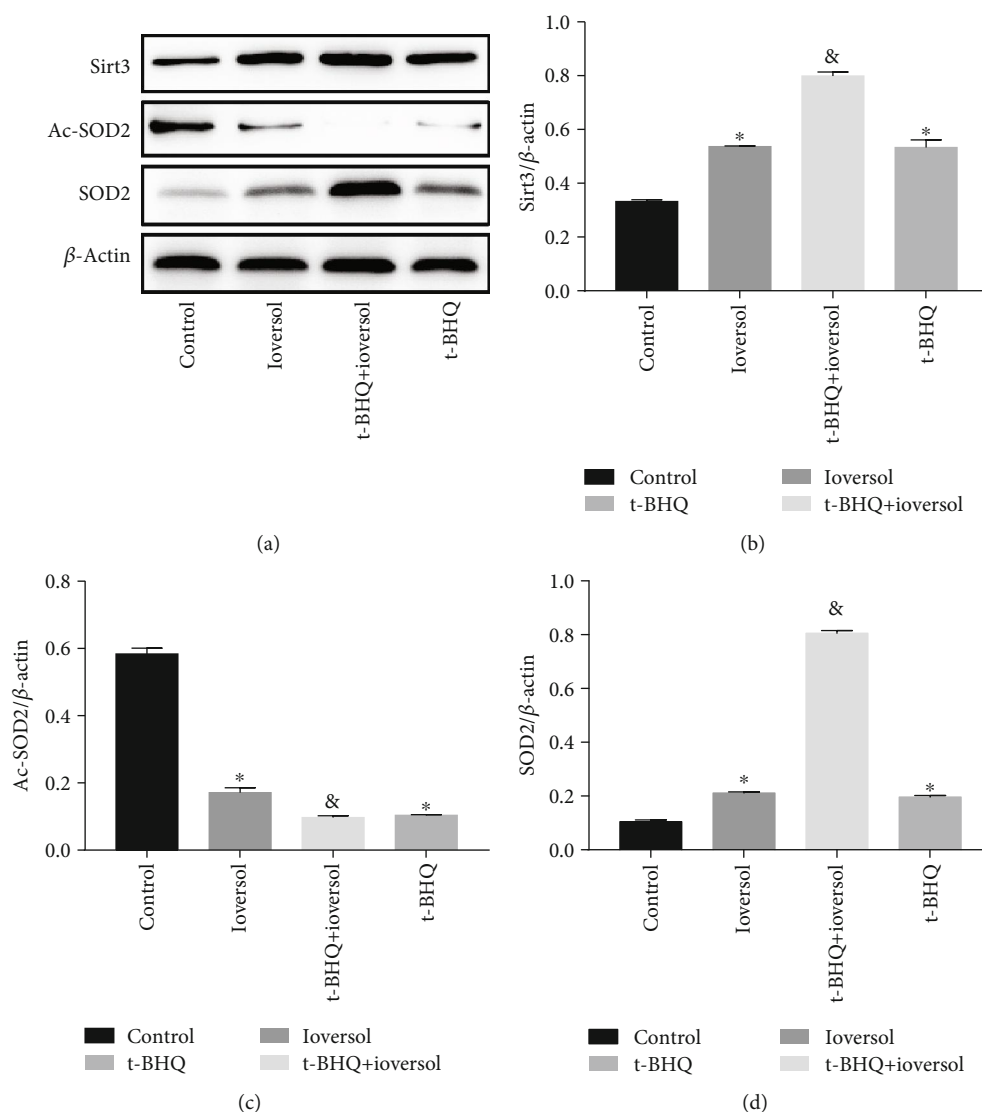 Sirt3
Ac-SOD2
SOD2
β-Actin
Control
Ioversol
t-BHQ+ioversol
t-BHQ
(a)
Sirt3/β-actin
1.0
0.8
0.6
0.4
0.2
0.0
*
&
*
Control
Ioversol
t-BHQ+ioversol
t-BHQ
Control Ioversol
t-BHQ t-BHQ+ioversol
(b)
Ac-SOD2/β-actin
0.8
0.6
0.4
0.2
0.0
*
&
*
Control
Ioversol
t-BHQ+ioversol
t-BHQ
Control Ioversol
t-BHQ t-BHQ+ioversol
(c)
SOD2/β-actin
1.0
0.8
0.6
0.4
0.2
0.0
*
&
*
Control
Ioversol
t-BHQ+ioversol
t-BHQ
Control Ioversol
t-BHQ t-BHQ+ioversol
(d)